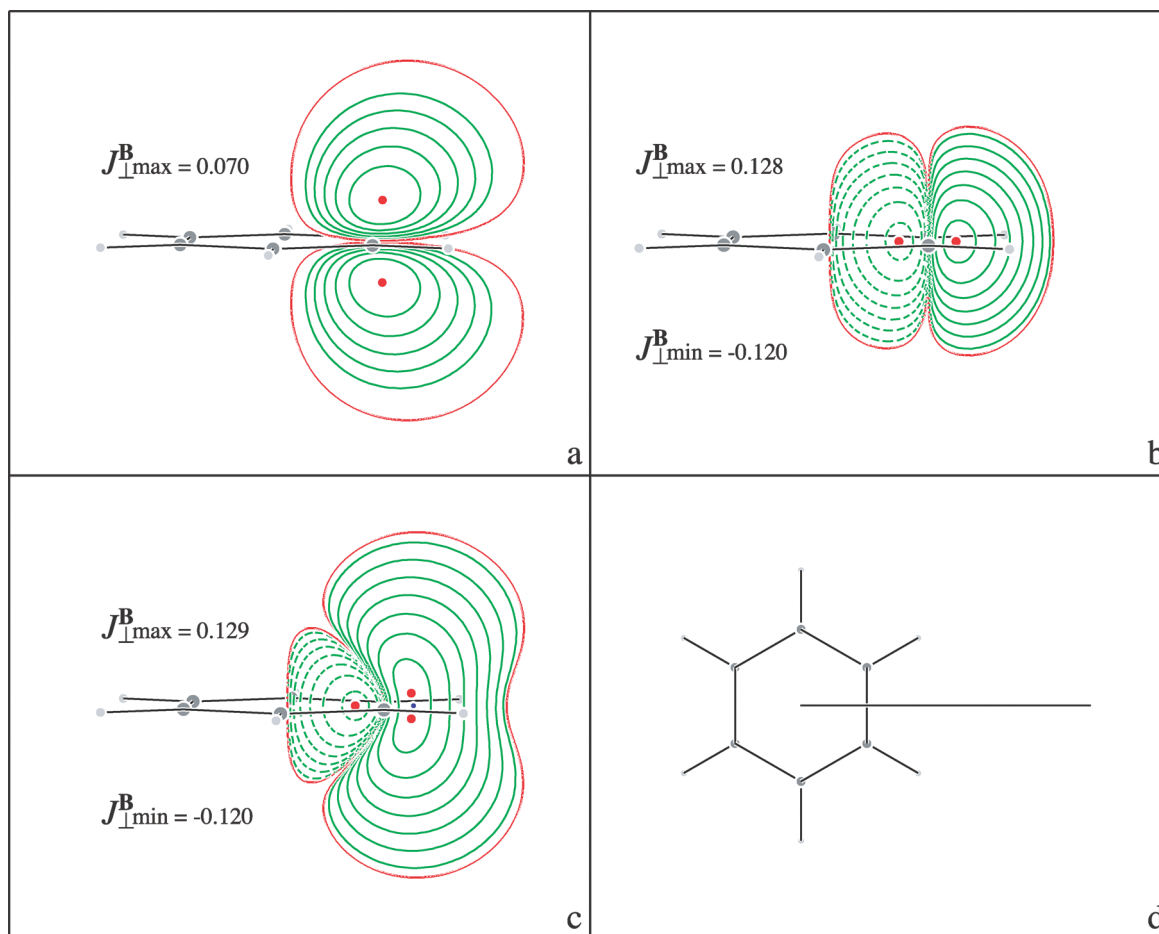 J^B_⊥max = 0.070
a
J^B_⊥max = 0.128
J^B_⊥min = -0.120
b
J^B_⊥max = 0.129
J^B_⊥min = -0.120
c
d